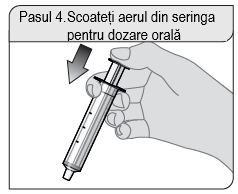 Pasul 4.Scoateți aerul din seringa
pentru dozare orală